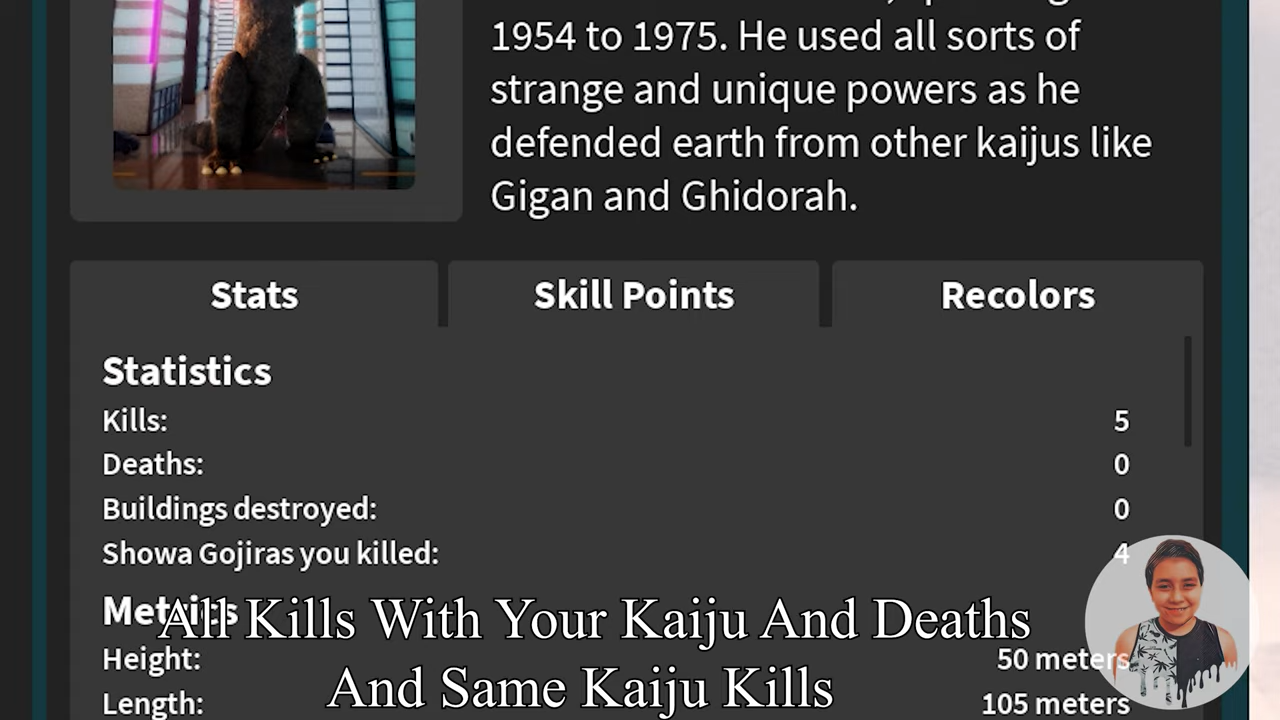 1954 to 1975. He used all sorts of
strange and unique powers as he
defended earth from other kaijus like
Gigan and Ghidorah.
Stats
Skill Points
Recolors
Statistics
Kills: 5
Deaths: 0
Buildings destroyed: 0
Showa Gojiras you killed: 4
Metrics
All Kills With Your Kaiju And Deaths
And Same Kaiju Kills
Height: 50 meters
Length: 105 meters